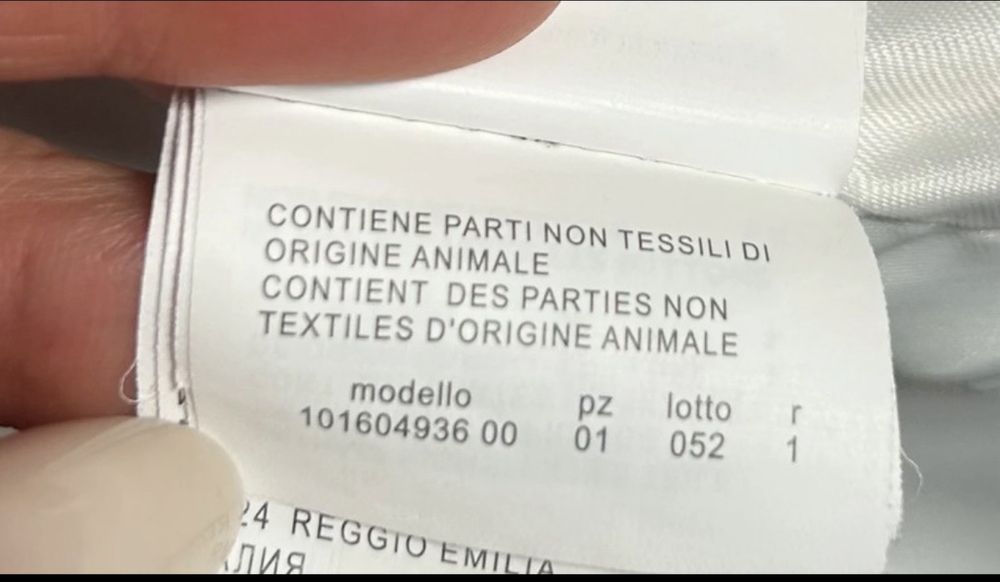 CONTIENE PARTI NON TESSILI DI
ORIGINE ANIMALE
CONTIENT DES PARTIES NON
TEXTILES D'ORIGINE ANIMALE
modello pz lotto r
101604936 00 01 052 1
24 REGGIO EMILIA